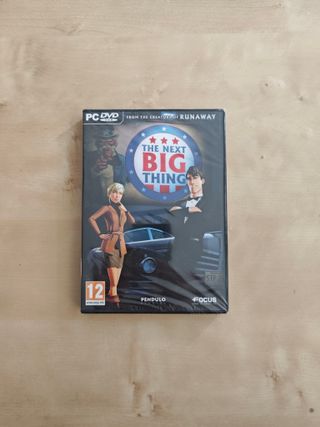 PC DVD
FROM THE CREATORS OF RUNAWAY
THE NEXT
BIG
THING
12
PENDULO
FOCUS